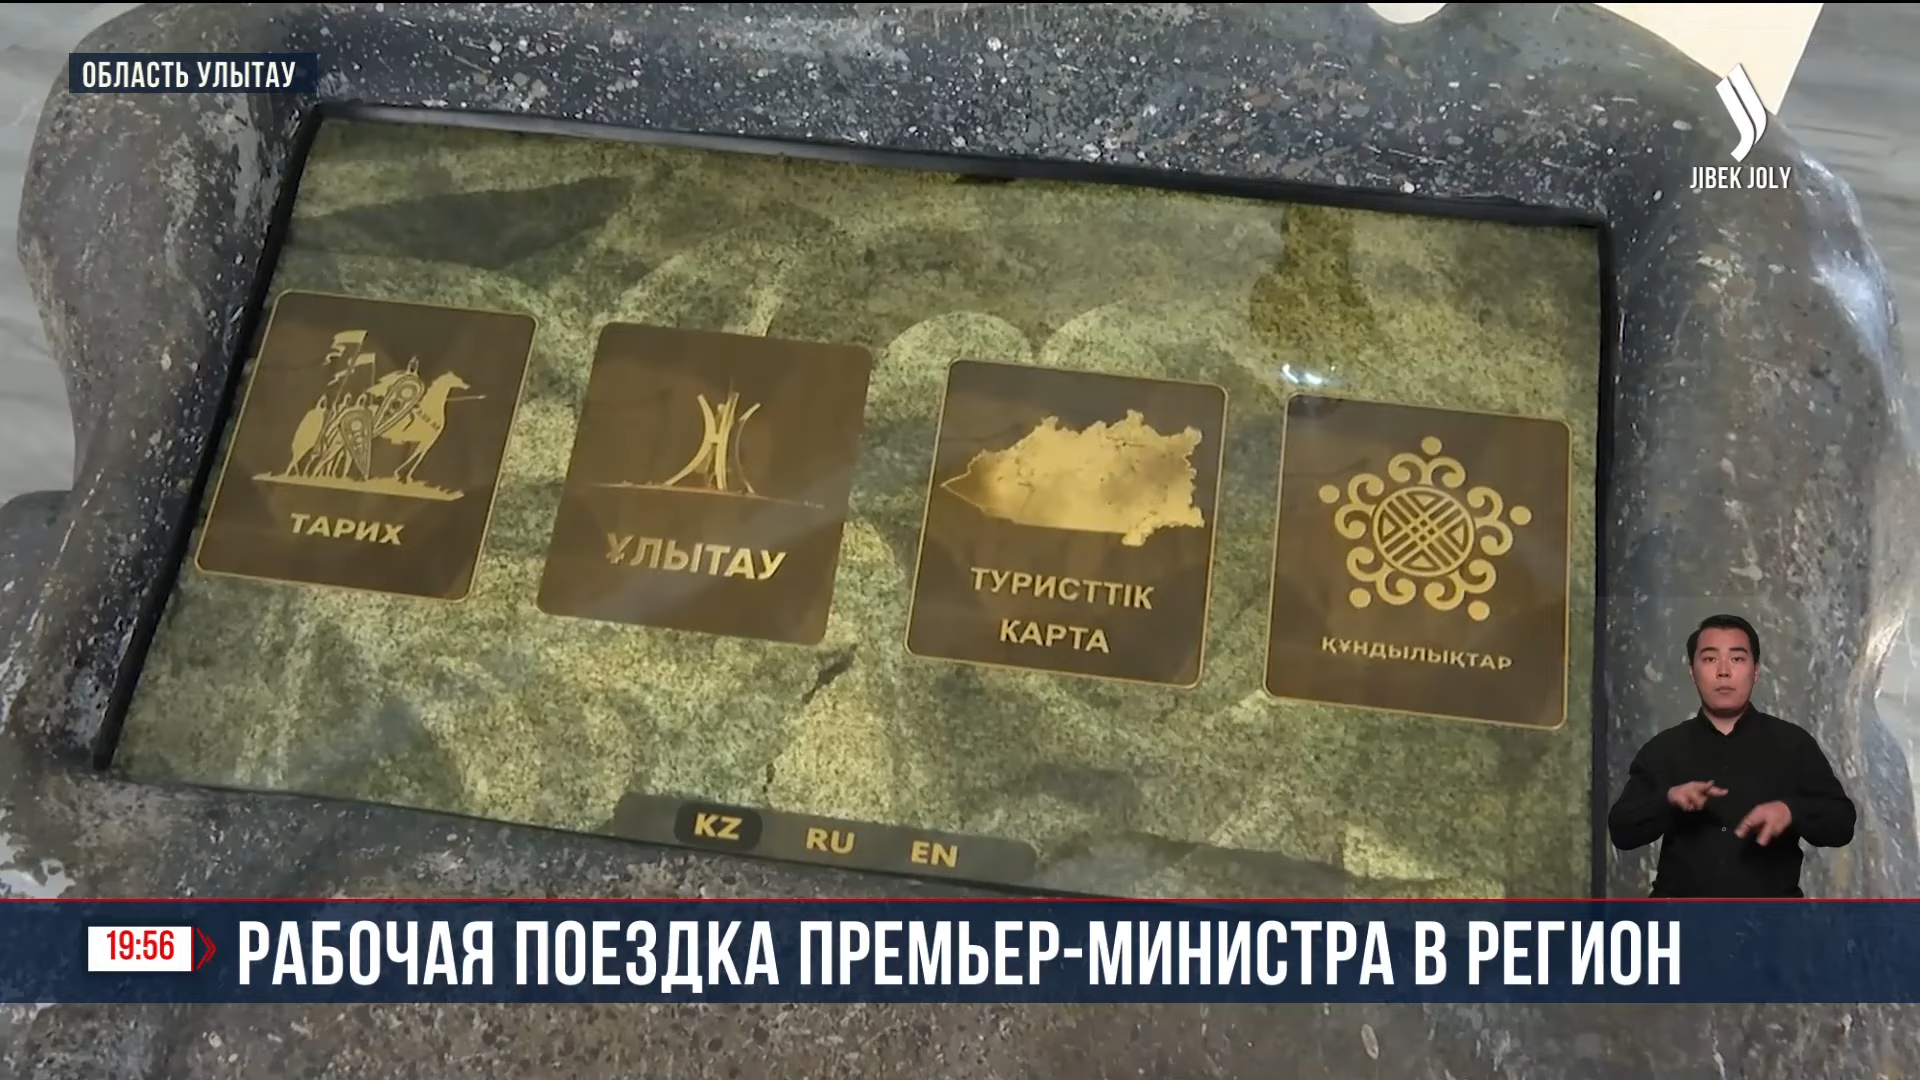 ОБЛАСТЬ УЛЫТАУ
JIBEK JOLY
ТАРИХ
ҰЛЫТАУ
ТУРИСТТІК
КАРТА
ҚҰНДЫЛЫҚТАР
KZ RU EN
19:56
РАБОЧАЯ ПОЕЗДКА ПРЕМЬЕР-МИНИСТРА В РЕГИОН